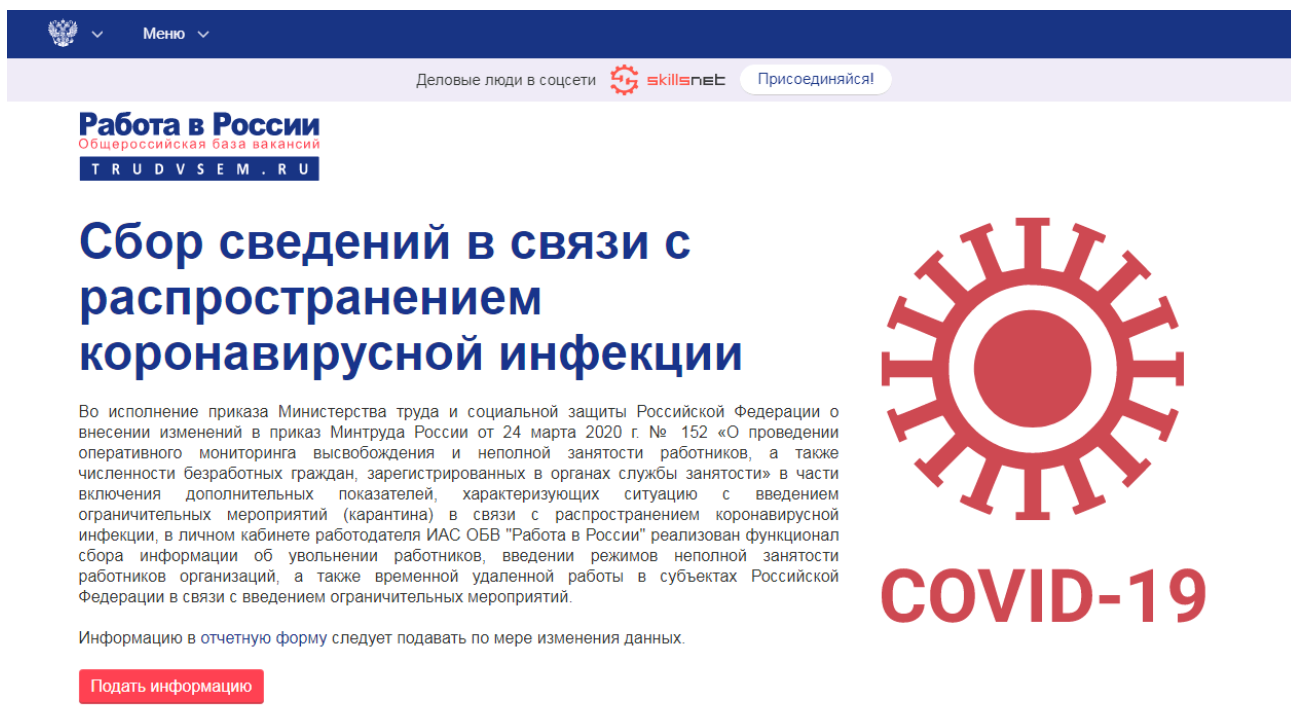 Меню
Деловые люди в соцсети skillsnet Присоединяйся!
Работа в России
Общероссийская база вакансий
TRUDVSEM.RU
Сбор сведений в связи с
распространением
коронавирусной инфекции
Во исполнение приказа Министерства труда и социальной защиты Российской Федерации о
внесении изменений в приказ Минтруда России от 24 марта 2020 г. № 152 «О проведении
оперативного мониторинга высвобождения и неполной занятости работников, а также
численности безработных граждан, зарегистрированных в органах службы занятости» в части
включения дополнительных показателей, характеризующих ситуацию с введением
ограничительных мероприятий (карантина) в связи с распространением коронавирусной
инфекции, в личном кабинете работодателя ИАС ОБВ "Работа в России" реализован функционал
сбора информации об увольнении работников, введении режимов неполной занятости
работников организаций, а также временной удаленной работы в субъектах Российской
Федерации в связи с введением ограничительных мероприятий.
Информацию в отчетную форму следует подавать по мере изменения данных.
Подать информацию
COVID-19